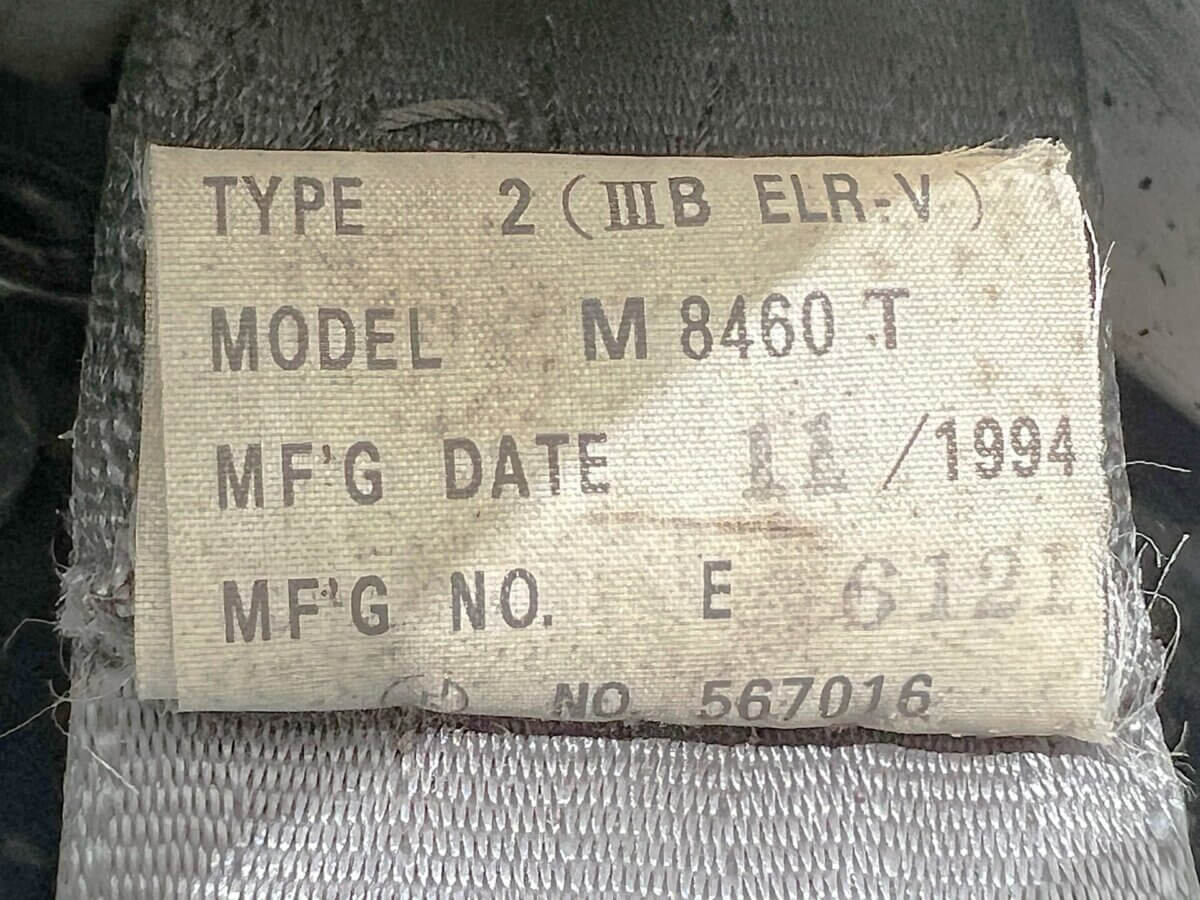 TYPE 2 (ⅢB ELR-V)
MODEL M 8460 T
MF'G DATE 11 /1994
MF'G NO. E 6121
NO 567016